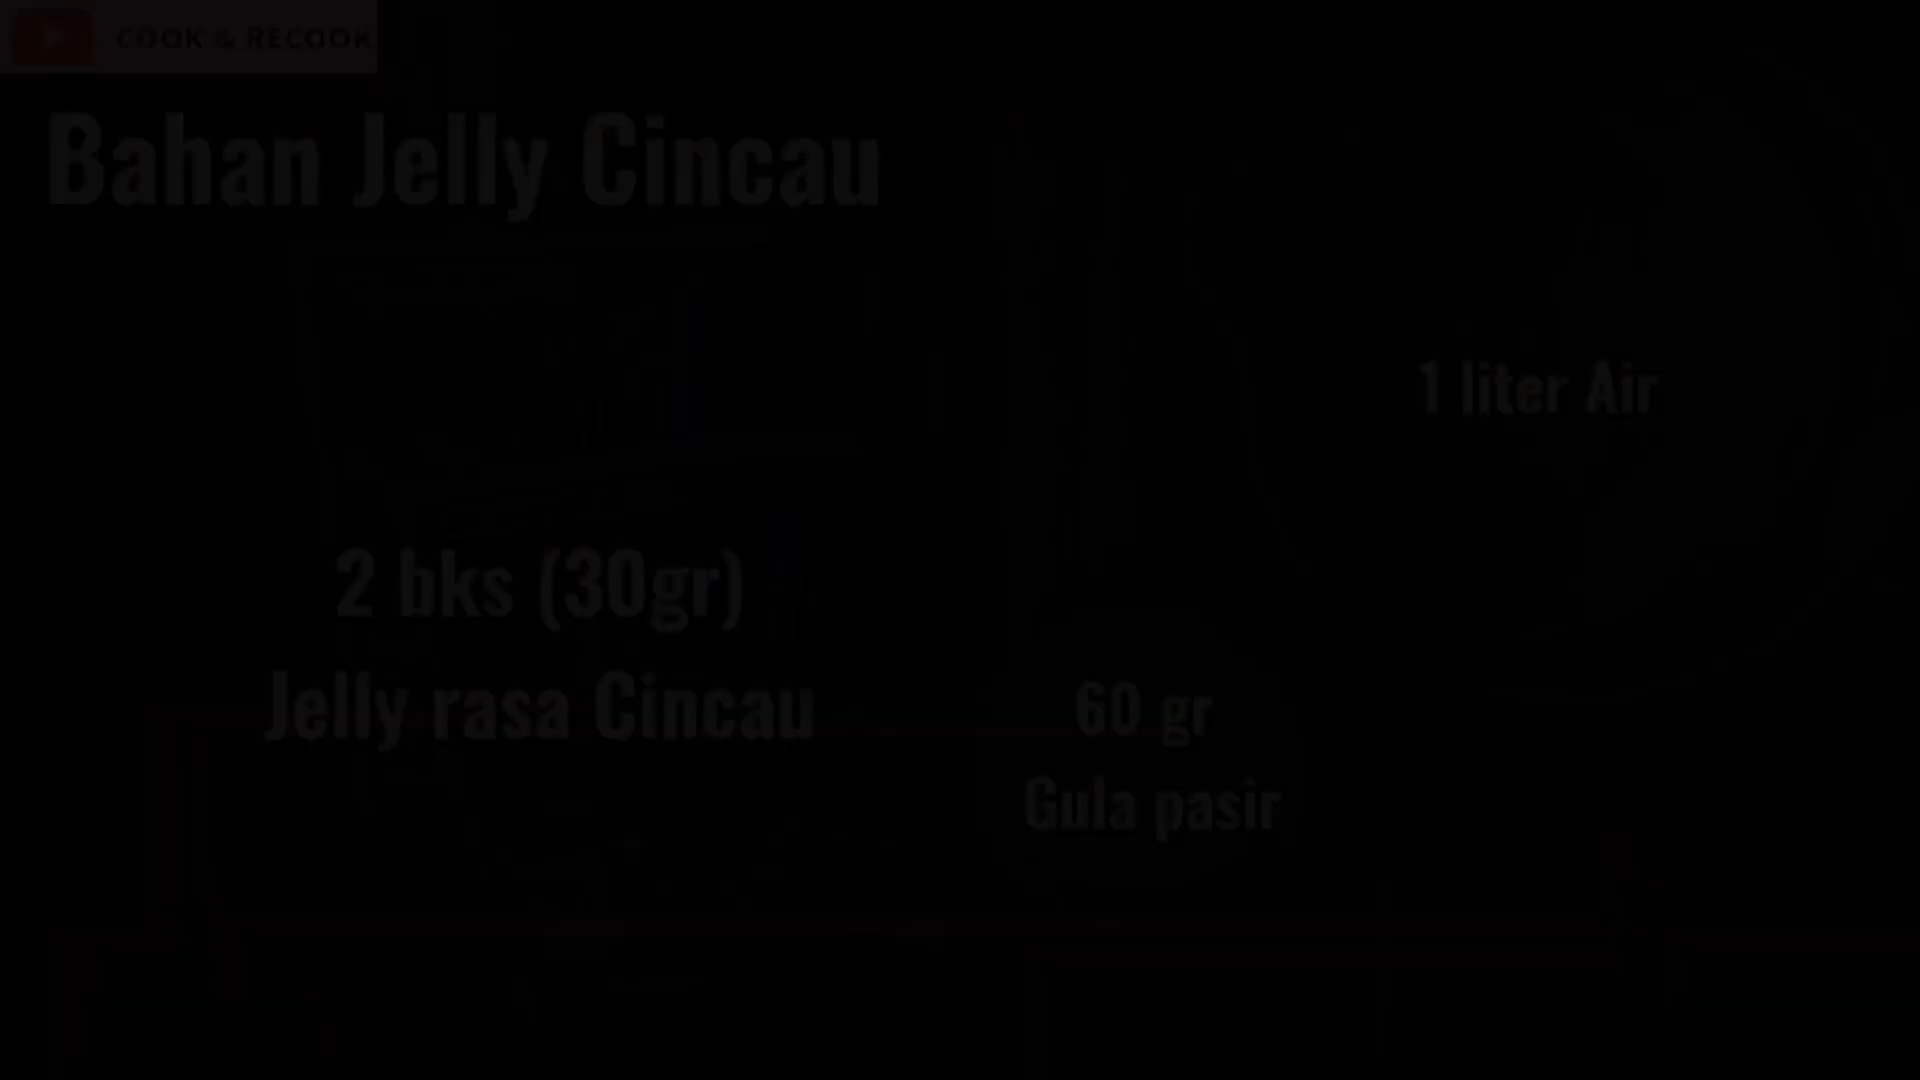 COOK & RECOOK
Bahan Jelly Cincau
1 liter Air
2 bks (30gr)
Jelly rasa Cincau
60 gr
Gula pasir